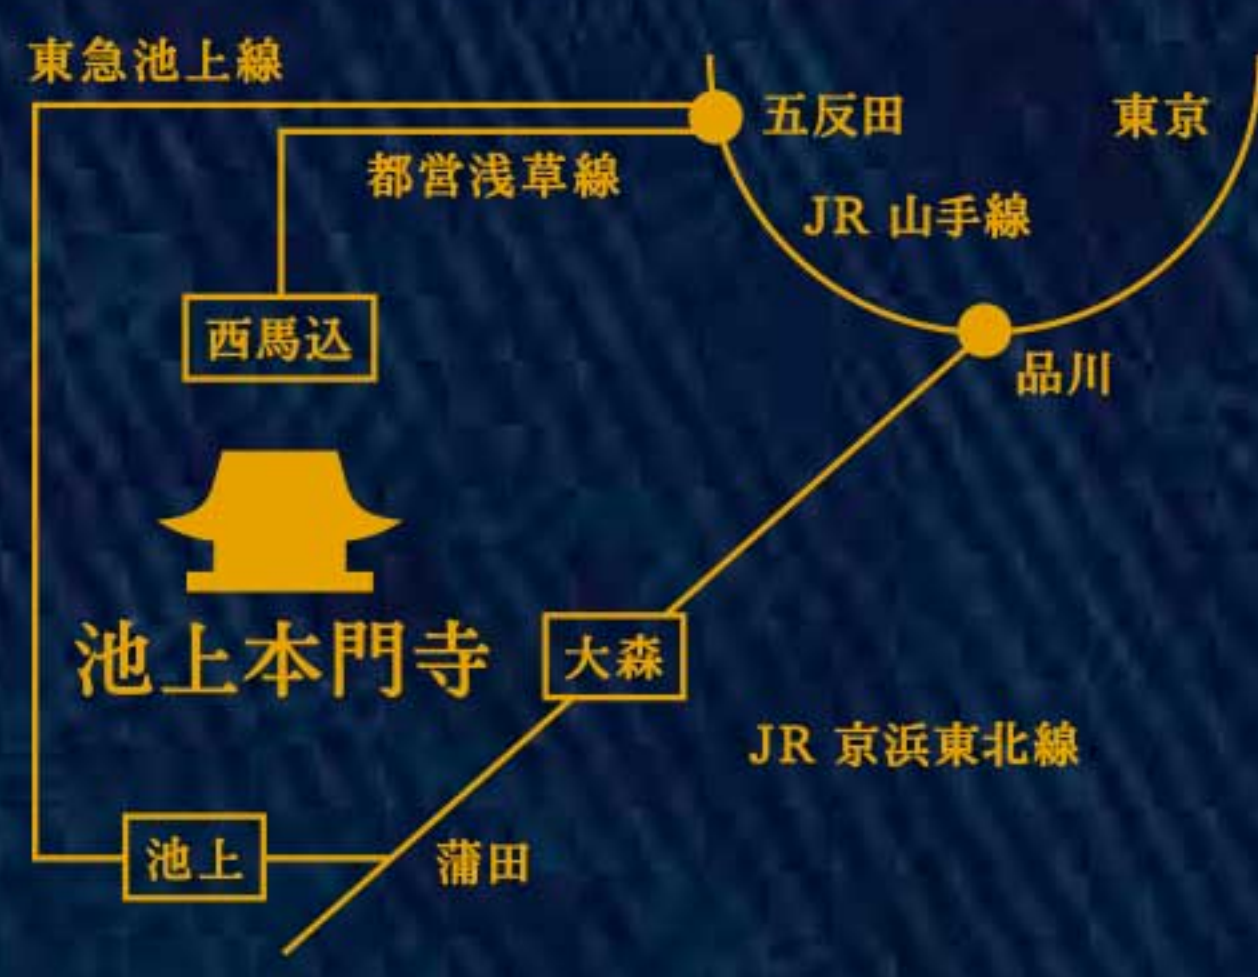 東急池上線
五反田
東京
都営浅草線
JR 山手線
西馬込
品川
池上本門寺
大森
JR 京浜東北線
池上
蒲田